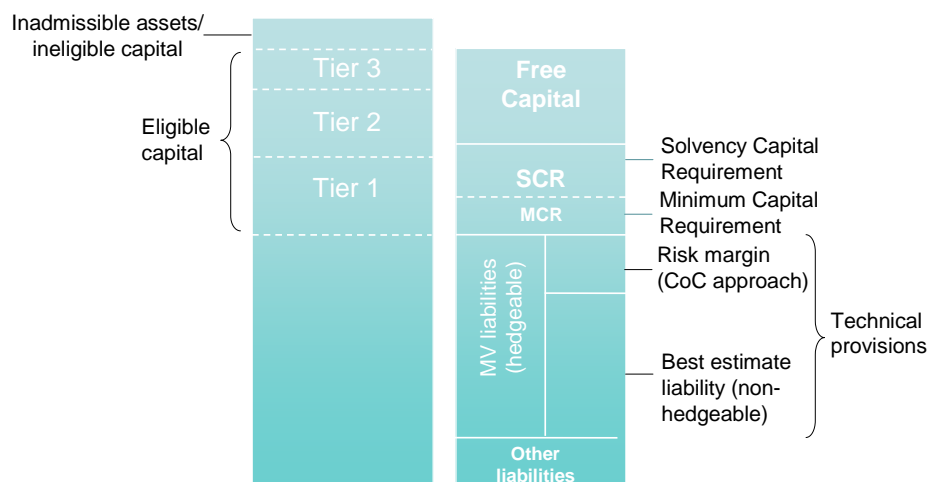 Inadmissible assets/
ineligible capital
Tier 3
Eligible
capital
Tier 2
Tier 1
Free
Capital
SCR
MCR
Solvency Capital
Requirement
Minimum Capital
Requirement
MV liabilities
(hedgeable)
Risk margin
(CoC approach)
Best estimate
liability (non-
hedgeable)
Technical
provisions
Other
liabilities